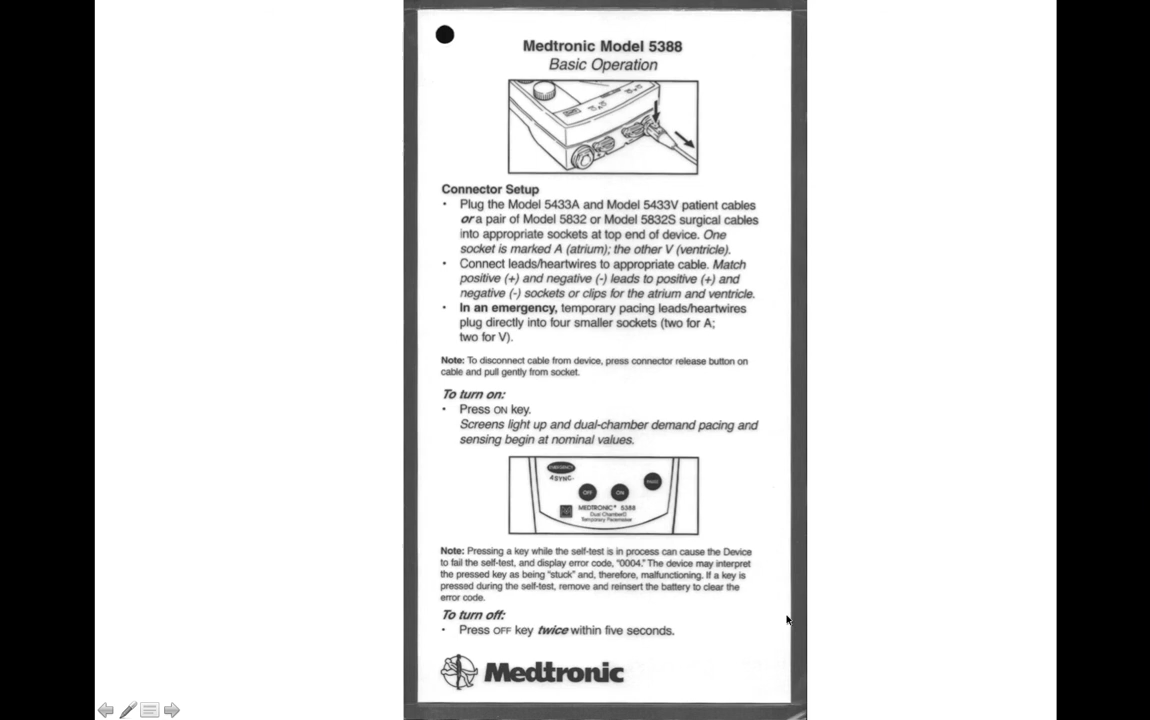 Medtronic Model 5388
Basic Operation
Connector Setup
• Plug the Model 5433A and Model 5433V patient cables
or a pair of Model 5832 or Model 5832S surgical cables
into appropriate sockets at top end of device. One
socket is marked A (atrium); the other V (ventricle).
• Connect leads/heartwires to appropriate cable. Match
positive (+) and negative (-) leads to positive (+) and
negative (-) sockets or clips for the atrium and ventricle.
• In an emergency, temporary pacing leads/heartwires
plug directly into four smaller sockets (two for A;
two for V).
Note: To disconnect cable from device, press connector release button on
cable and pull gently from socket.
To turn on:
• Press ON key.
Screens light up and dual-chamber demand pacing and
sensing begin at nominal values.
EMERGENCY
ASYNC
PAUSE
OFF ON
MEDTRONIC® 5388
Dual Chamber
Temporary Pacemaker
Note: Pressing a key while the self-test is in process can cause the Device
to fail the self-test, and display error code, "0004." The device may interpret
the pressed key as being "stuck" and, therefore, malfunctioning. If a key is
pressed during the self-test, remove and reinsert the battery to clear the
error code.
To turn off:
• Press OFF key twice within five seconds.
Medtronic